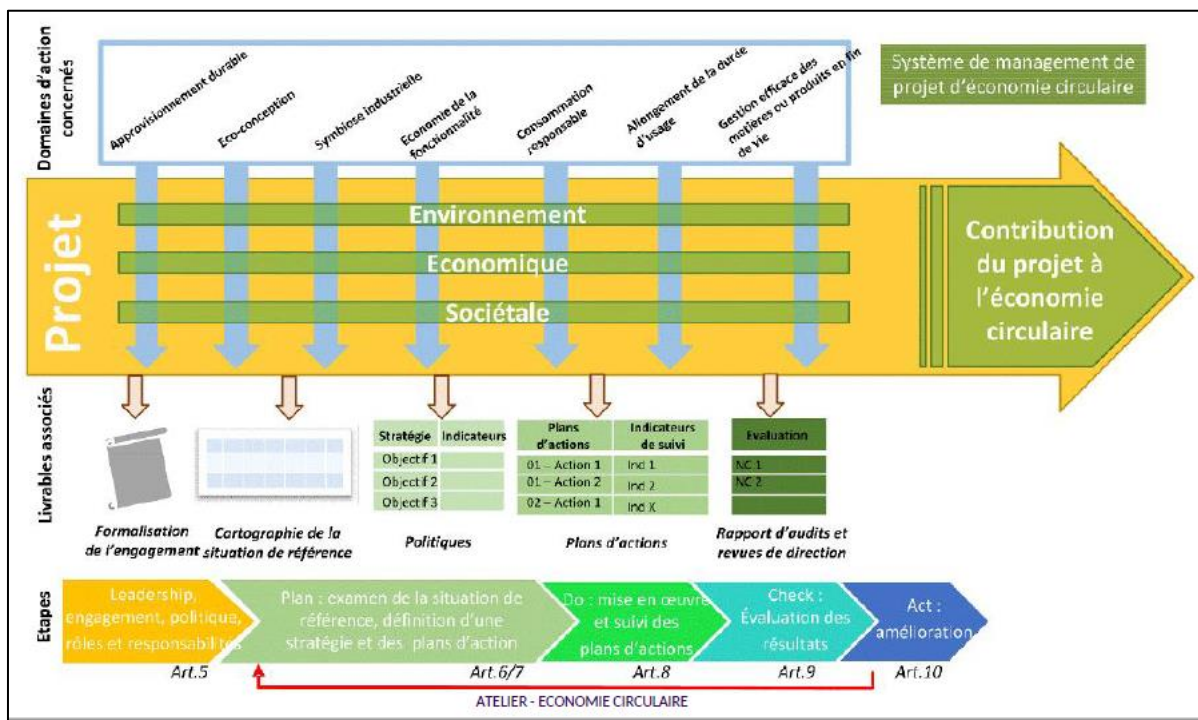 Domaines d'action
concernés
Approvisionnement durable
Eco-conception
Symbiose industrielle
Economie de la
fonctionnalité
Consommation
responsable
Allongement de la durée
d'usage
Gestion efficace des
matières ou produits en fin
de vie
Système de management de
projet d'économie circulaire
Projet
Environnement
Economique
Sociétale
Contribution
du projet à
l'économie
circulaire
Livrables associés
Formalisation
de l'engagement
Cartographie de la
situation de référence
Stratégie Indicateurs
Objectif 1
Objectif 2
Objectif 3
Politiques
Plans
d'actions
Indicateurs
de suivi
01 – Action 1 Ind 1
01 – Action 2 Ind 2
02 – Action 1 Ind X
Plans d'actions
Evaluation
NC 1
NC 2
Rapport d'audits et
revues de direction
Etapes
Leadership,
engagement, politique,
rôles et responsabilités
Plan : examen de la situation de
référence, définition d'une
stratégie et des plans d'action
Do : mise en œuvre
et suivi des
plans d'actions
Check :
Évaluation des
résultats
Act :
amélioration
Art.5
Art.6/7
Art.8
Art.9
Art.10
ATELIER - ECONOMIE CIRCULAIRE